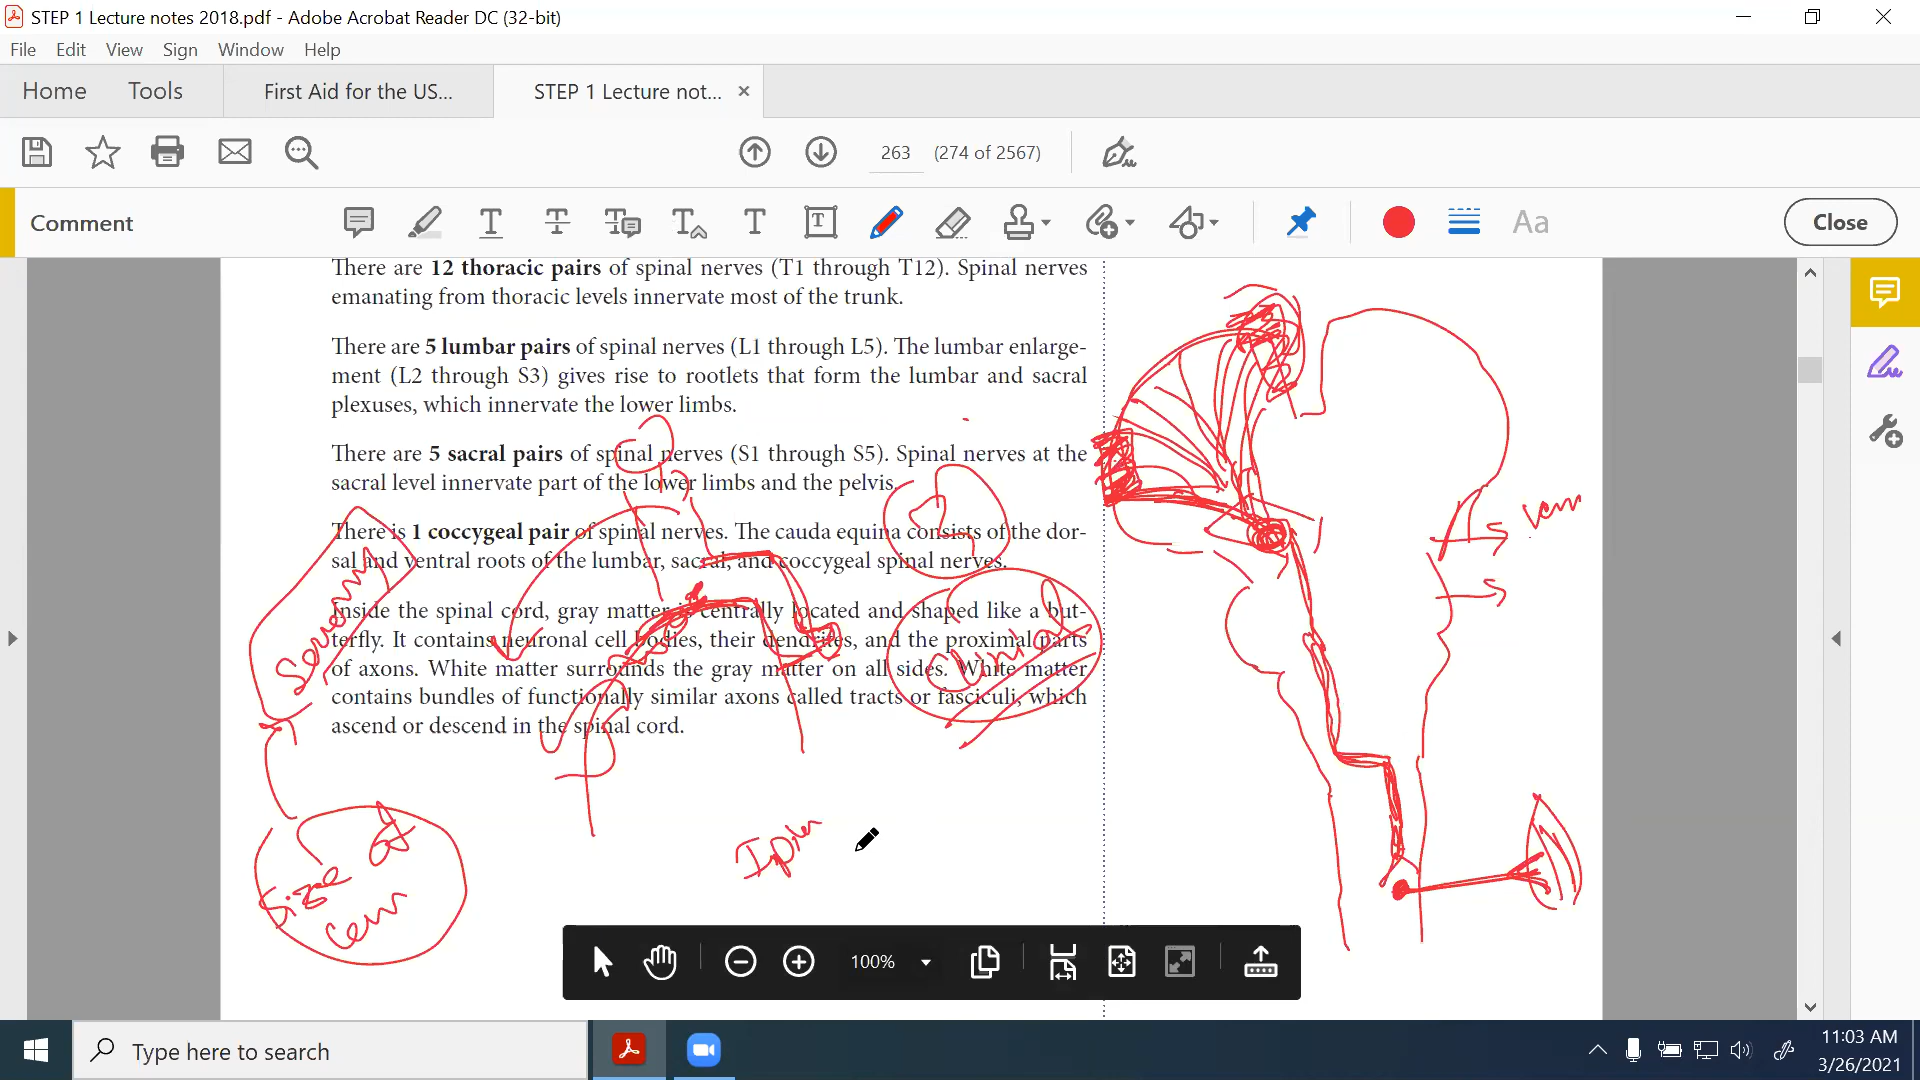 STEP 1 Lecture notes 2018.pdf - Adobe Acrobat Reader DC (32-bit)
File Edit View Sign Window Help
Home Tools First Aid for the US... STEP 1 Lecture not... ×
263 (274 of 2567)
Comment Aa Close
There are 12 thoracic pairs of spinal nerves (T1 through T12). Spinal nerves
emanating from thoracic levels innervate most of the trunk.
There are 5 lumbar pairs of spinal nerves (L1 through L5). The lumbar enlarge-
ment (L2 through S3) gives rise to rootlets that form the lumbar and sacral
plexuses, which innervate the lower limbs.
There are 5 sacral pairs of spinal nerves (S1 through S5). Spinal nerves at the
sacral level innervate part of the lower limbs and the pelvis.
There is 1 coccygeal pair of spinal nerves. The cauda equina consists of the dor-
sal and ventral roots of the lumbar, sacral, and coccygeal spinal nerves.
Inside the spinal cord, gray matter is centrally located and shaped like a but-
terfly. It contains neuronal cell bodies, their dendrites, and the proximal parts
of axons. White matter surrounds the gray matter on all sides. White matter
contains bundles of functionally similar axons called tracts or fasciculi, which
ascend or descend in the spinal cord.
Size of
100%
Type here to search
11:03 AM
3/26/2021